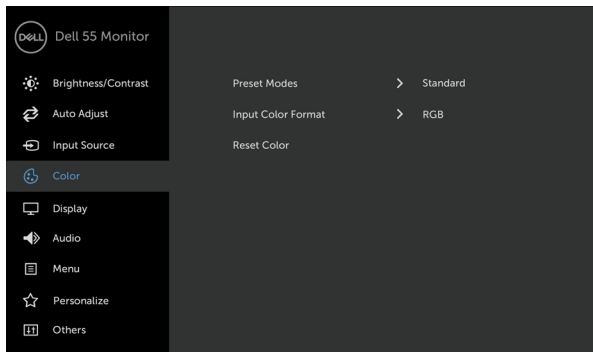 DELL Dell 55 Monitor
Brightness/Contrast
Auto Adjust
Input Source
Color
Display
Audio
Menu
Personalize
Others
Preset Modes > Standard
Input Color Format > RGB
Reset Color